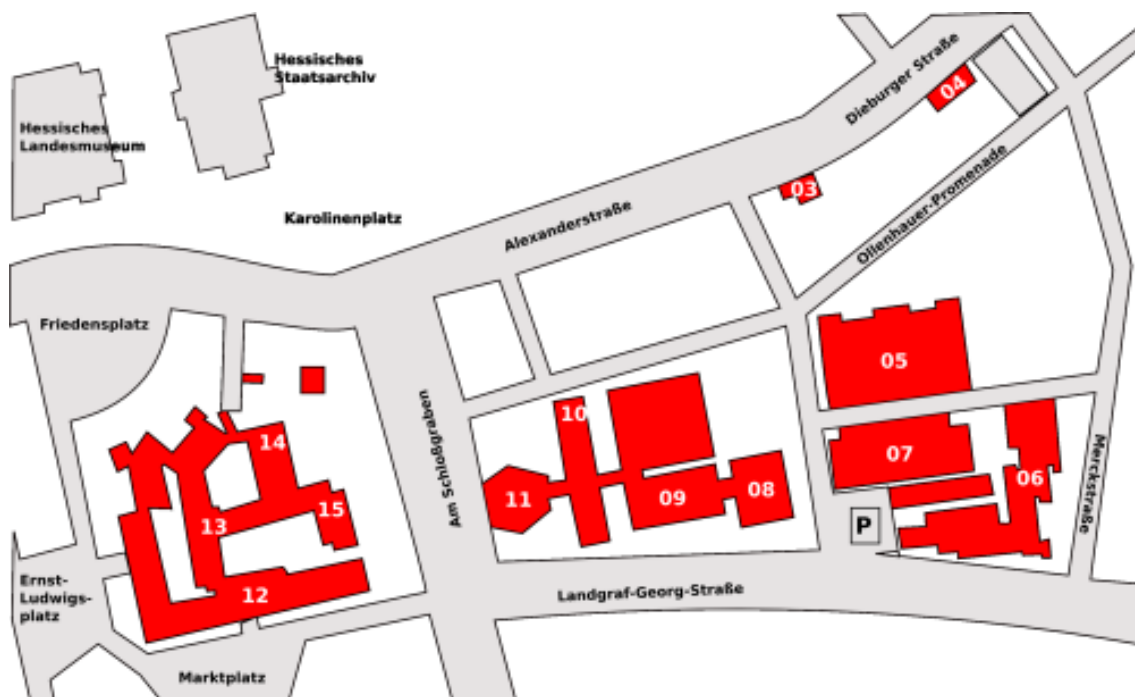 Hessisches
Staatsarchiv
Hessisches
Landesmuseum
Dieburger Straße
04
03
Karolinenplatz
Alexanderstraße
Ollenhauer-Promenade
Friedensplatz
05
10
14
Am Schloßgraben
07
06
Merckstraße
11
09
08
15
13
P
12
Ernst-
Ludwigs-
platz
Landgraf-Georg-Straße
Marktplatz